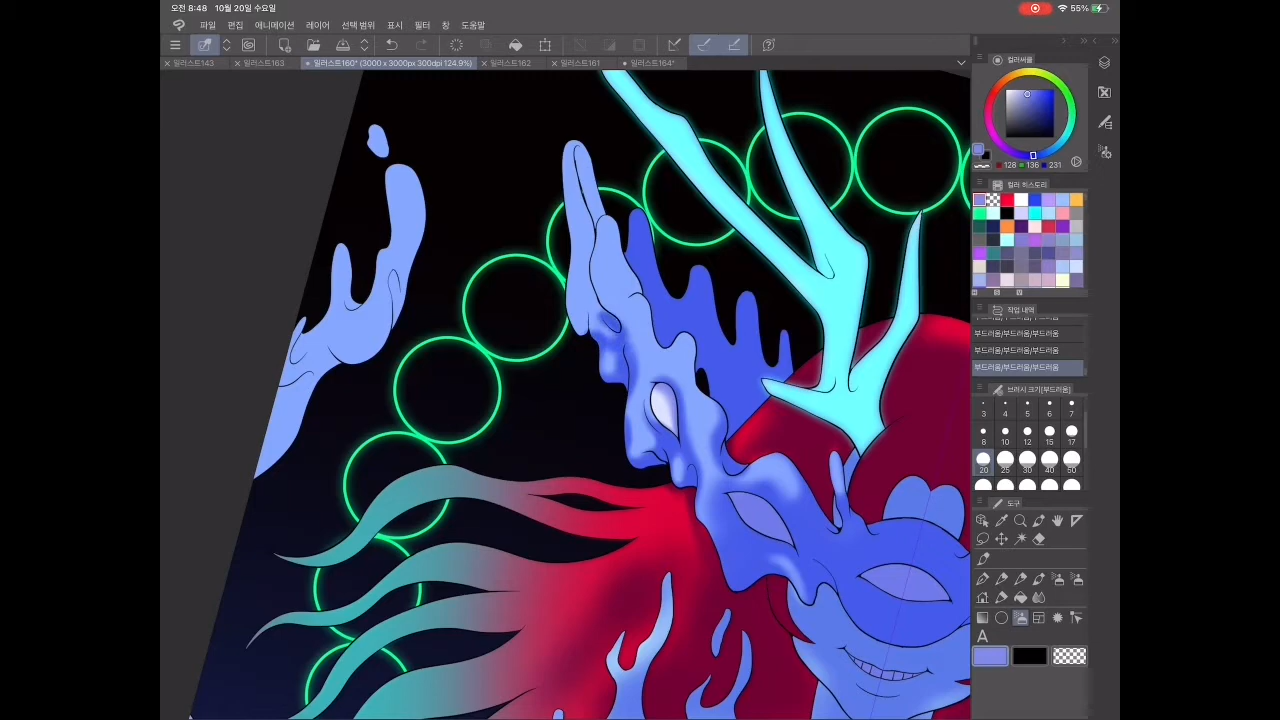 오전 8:48 10월 20일 수요일
55%
파일 편집 애니메이션 레이어 선택 범위 표시 필터 창 도움말
일러스트143 일러스트163 일러스트160* (3000 x 3000px 300dpi 124.9%) 일러스트162 일러스트161 일러스트164*
컬러써클
128 136 231
컬러 히스토리
작업 내역
부드러움/부드러움/부드러움
부드러움/부드러움/부드러움
부드러움/부드러움/부드러움
브러시 크기[부드러움]
3 4 5 6 7
8 10 12 15 17
20 25 30 40 50
도구
A